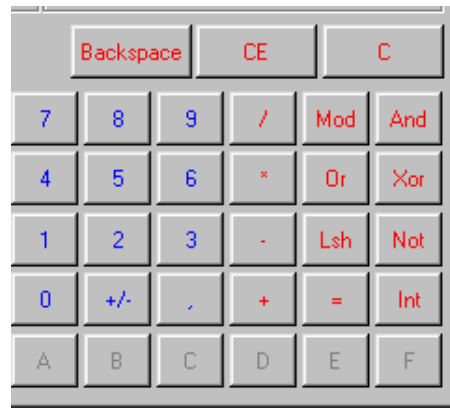 Backspace CE C
7 8 9 / Mod And
4 5 6 * Or Xor
1 2 3 - Lsh Not
0 +/- , + = Int
A B C D E F